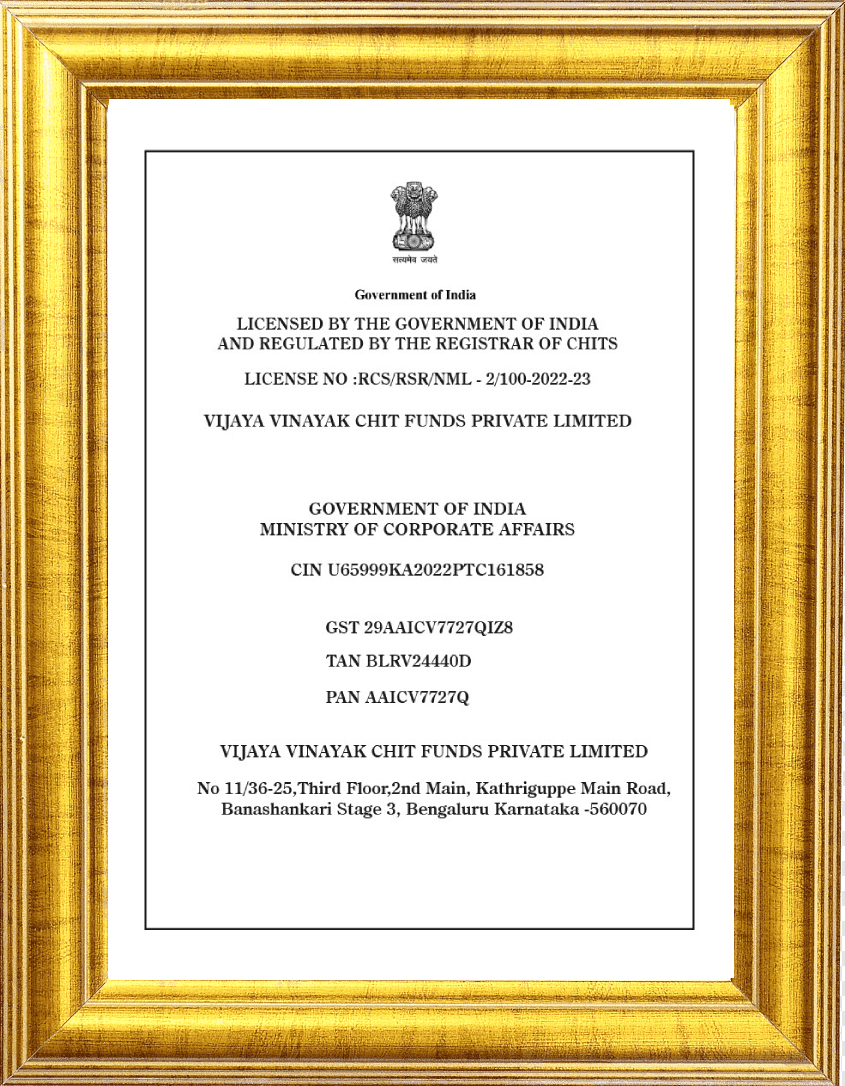 सत्यमेव जयते
Government of India
LICENSED BY THE GOVERNMENT OF INDIA
AND REGULATED BY THE REGISTRAR OF CHITS
LICENSE NO :RCS/RSR/NML - 2/100-2022-23
VIJAYA VINAYAK CHIT FUNDS PRIVATE LIMITED
GOVERNMENT OF INDIA
MINISTRY OF CORPORATE AFFAIRS
CIN U65999KA2022PTC161858
GST 29AAICV7727QIZ8
TAN BLRV24440D
PAN AAICV7727Q
VIJAYA VINAYAK CHIT FUNDS PRIVATE LIMITED
No 11/36-25,Third Floor,2nd Main, Kathriguppe Main Road,
Banashankari Stage 3, Bengaluru Karnataka -560070